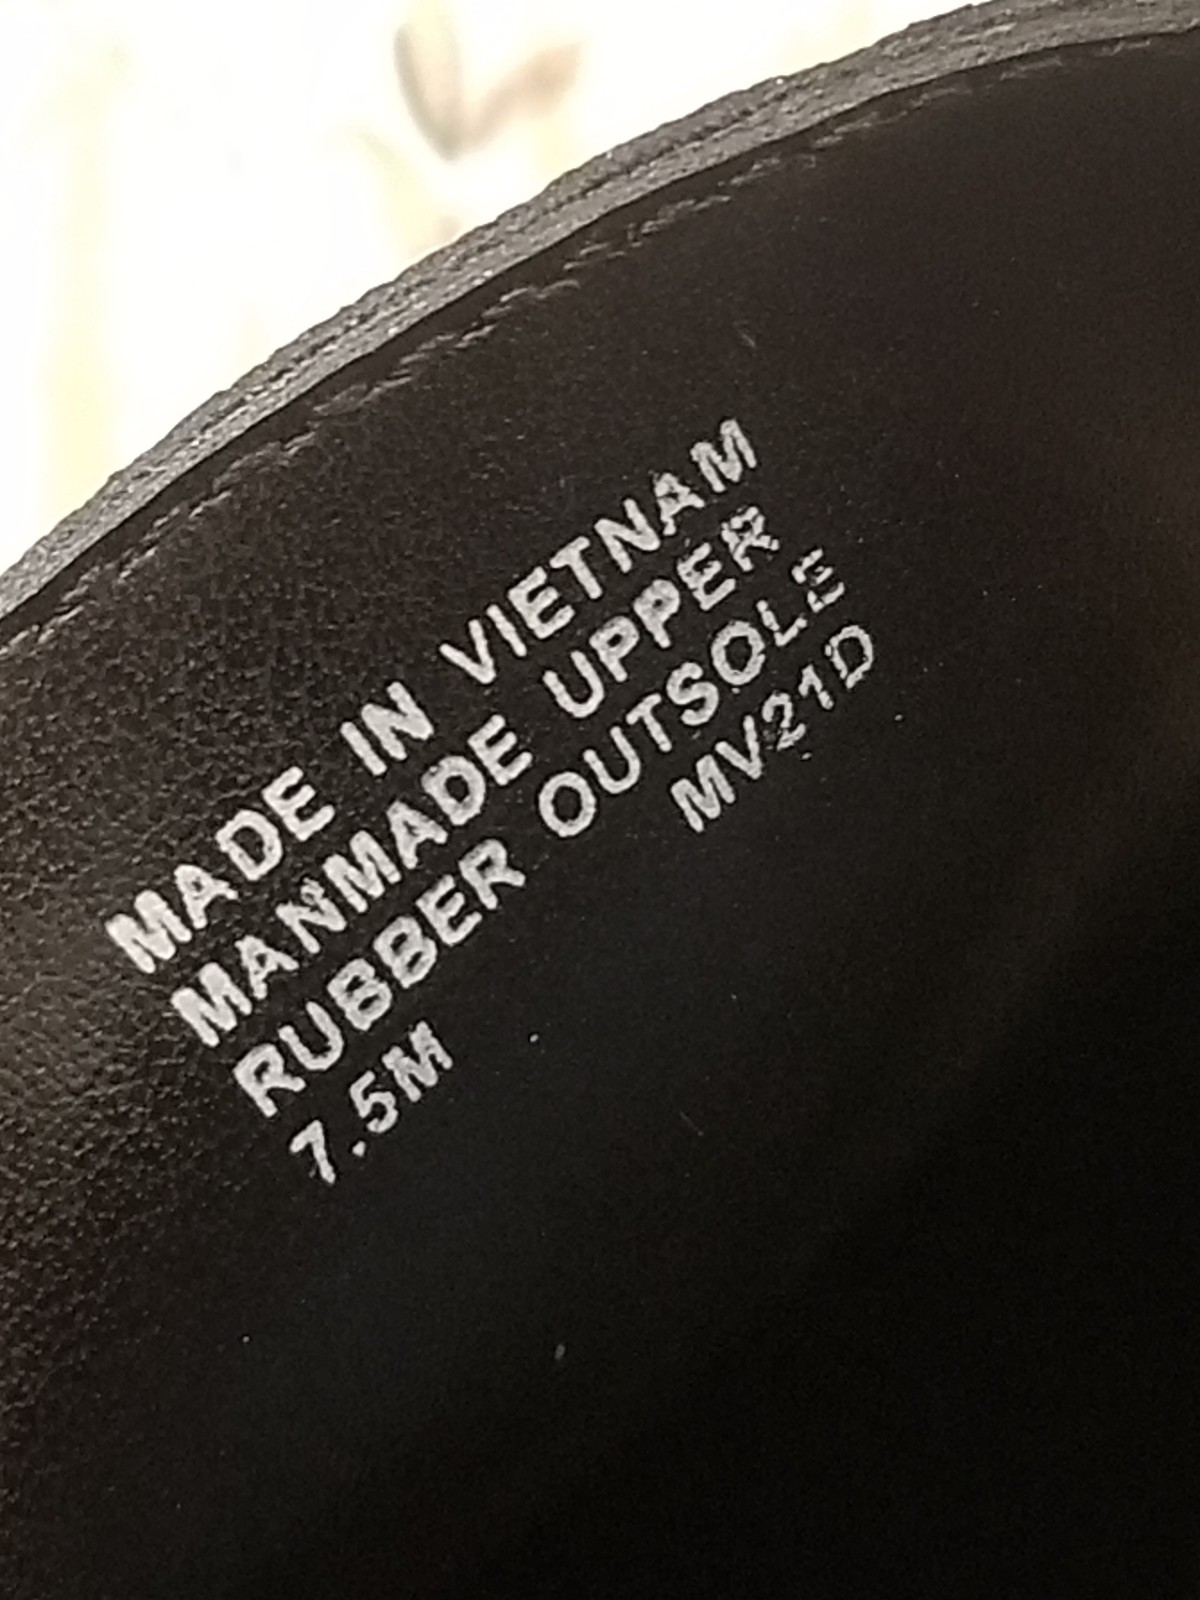 MADE IN VIETNAM
MANMADE UPPER
RUBBER OUTSOLE
7.5M MV21D